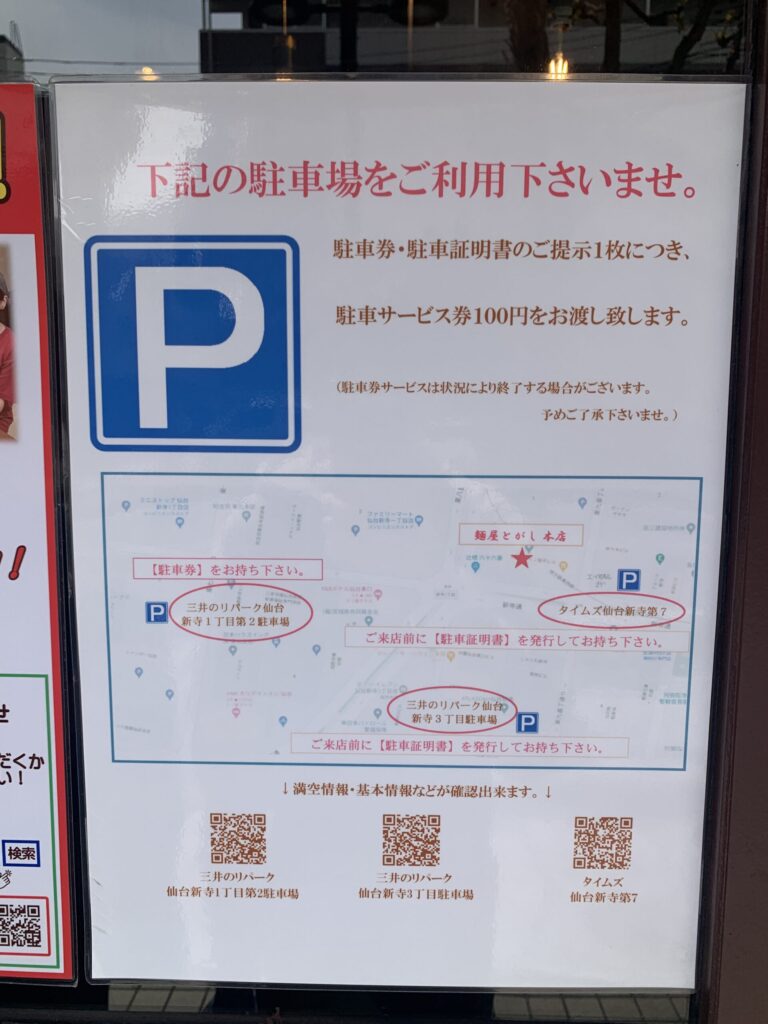 下記の駐車場をご利用下さいませ。
P
駐車券・駐車証明書のご提示1枚につき、
駐車サービス券100円をお渡し致します。
（駐車券サービスは状況により終了する場合がございます。
予めご了承下さいませ。）
麺屋とがし本店
【駐車券】をお持ち下さい。
P
三井のリパーク仙台
新寺１丁目第２駐車場
P
タイムズ仙台新寺第７
ご来店前に【駐車証明書】を発行してお持ち下さい。
三井のリパーク仙台
新寺３丁目駐車場
P
ご来店前に【駐車証明書】を発行してお持ち下さい。
↓満空情報・基本情報などが確認出来ます。↓
三井のリパーク
仙台新寺1丁目第2駐車場
三井のリパーク
仙台新寺3丁目駐車場
タイムズ
仙台新寺第7
!
!
せ
だくか
い！
検索